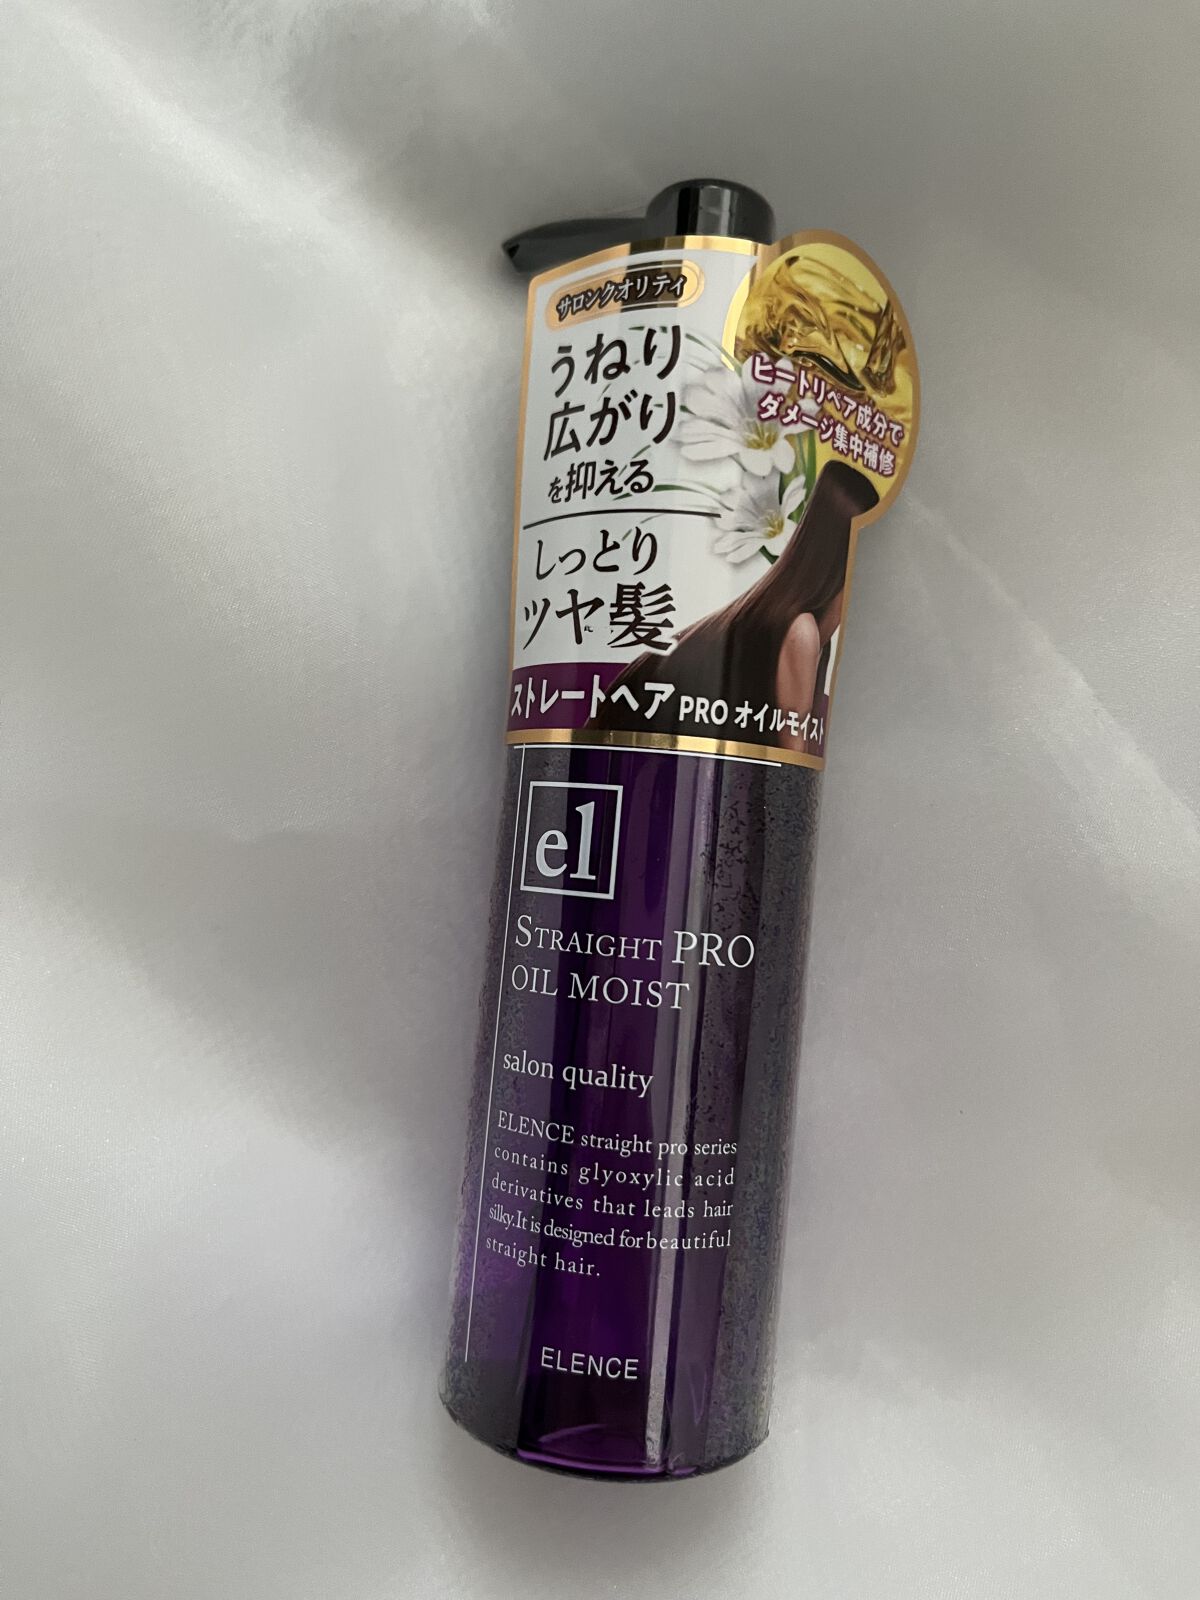 サロンクオリティ
うねり
広がり
を抑える
しっとり
ツヤ髪
ヒートリペア成分で
ダメージ集中補修
ストレートヘア PRO オイルモイスト
el
STRAIGHT PRO
OIL MOIST
salon quality
ELENCE straight pro series
contains glyoxylic acid
derivatives that leads hair
silky.It is designed for beautiful
straight hair.
ELENCE